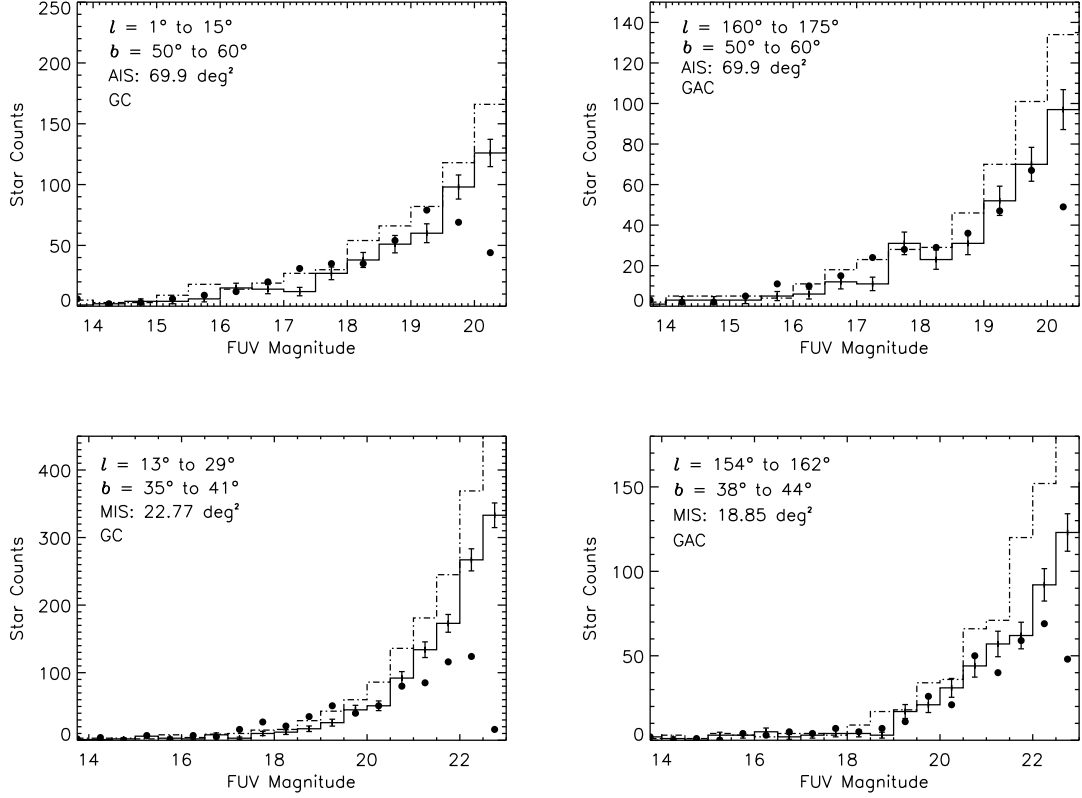 250
200
150
100
50
0
Star Counts
l = 1° to 15°
b = 50° to 60°
AIS: 69.9 deg²
GC
14 15 16 17 18 19 20
FUV Magnitude
140
120
100
80
60
40
20
0
Star Counts
l = 160° to 175°
b = 50° to 60°
AIS: 69.9 deg²
GAC
14 15 16 17 18 19 20
FUV Magnitude
400
300
200
100
0
Star Counts
l = 13° to 29°
b = 35° to 41°
MIS: 22.77 deg²
GC
14 16 18 20 22
FUV Magnitude
150
100
50
0
Star Counts
l = 154° to 162°
b = 38° to 44°
MIS: 18.85 deg²
GAC
14 16 18 20 22
FUV Magnitude